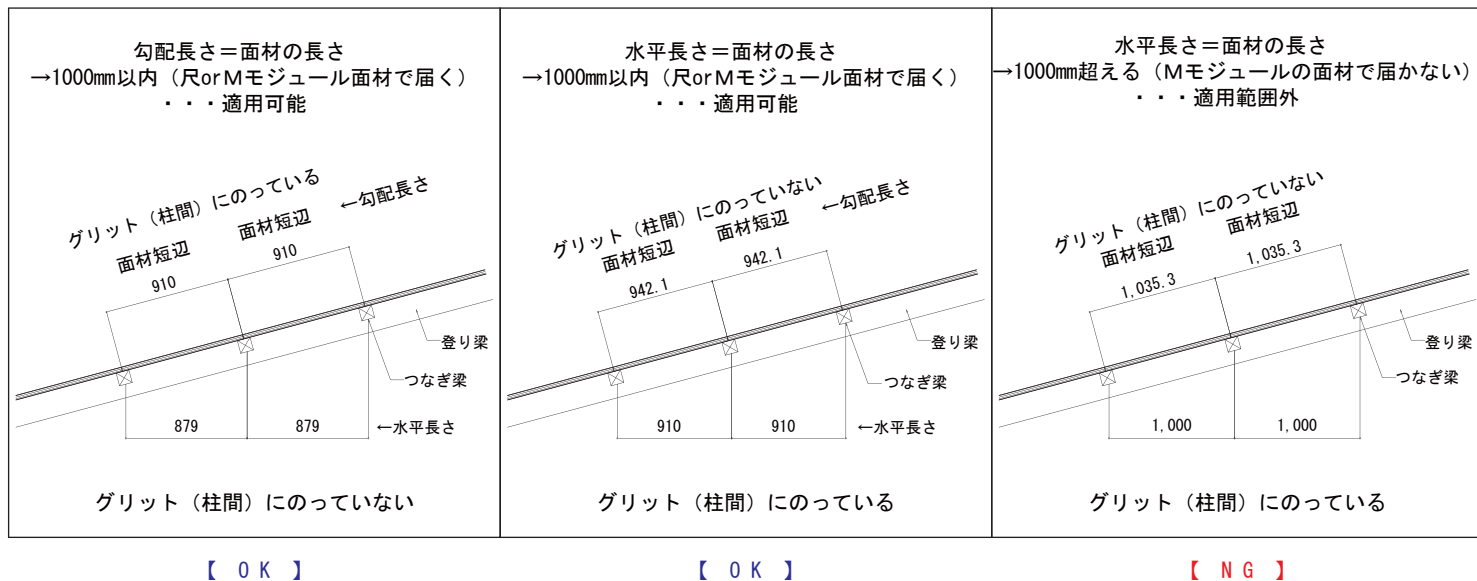 勾配長さ＝面材の長さ
→1000mm以内（尺orＭモジュール面材で届く）
・・・適用可能
グリット（柱間）にのっている
面材短辺
面材短辺
←勾配長さ
910
910
登り梁
つなぎ梁
879
879
←水平長さ
グリット（柱間）にのっていない
【 OK 】
水平長さ＝面材の長さ
→1000mm以内（尺orＭモジュール面材で届く）
・・・適用可能
グリット（柱間）にのっていない
面材短辺
面材短辺
←勾配長さ
942.1
942.1
登り梁
つなぎ梁
910
910
←水平長さ
グリット（柱間）にのっている
【 OK 】
水平長さ＝面材の長さ
→1000mm超える（Ｍモジュールの面材で届かない）
・・・適用範囲外
グリット（柱間）にのっていない
面材短辺
面材短辺
1,035.3
1,035.3
登り梁
つなぎ梁
1,000
1,000
グリット（柱間）にのっている
【 NG 】